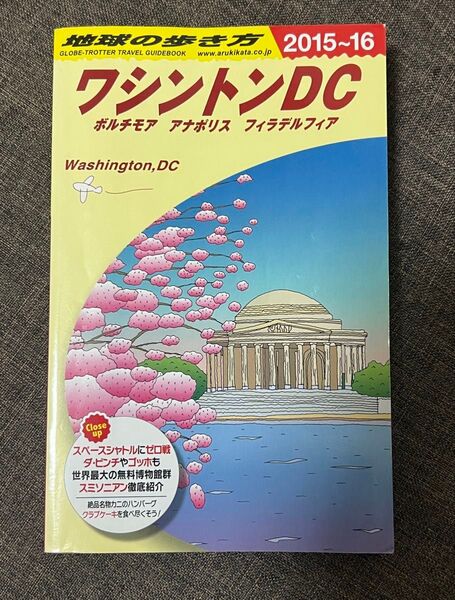 地球の歩き方
GLOBE-TROTTER TRAVEL GUIDEBOOK
www.arukikata.co.jp
2015~16
ワシントンDC
ボルチモア アナポリス フィラデルフィア
Washington,DC
Close up
スペースシャトルにゼロ戦
ダ・ビンチやゴッホも
世界最大の無料博物館群
スミソニアン徹底紹介
絶品名物カニのハンバーグ
クラブケーキを食べ尽くそう!